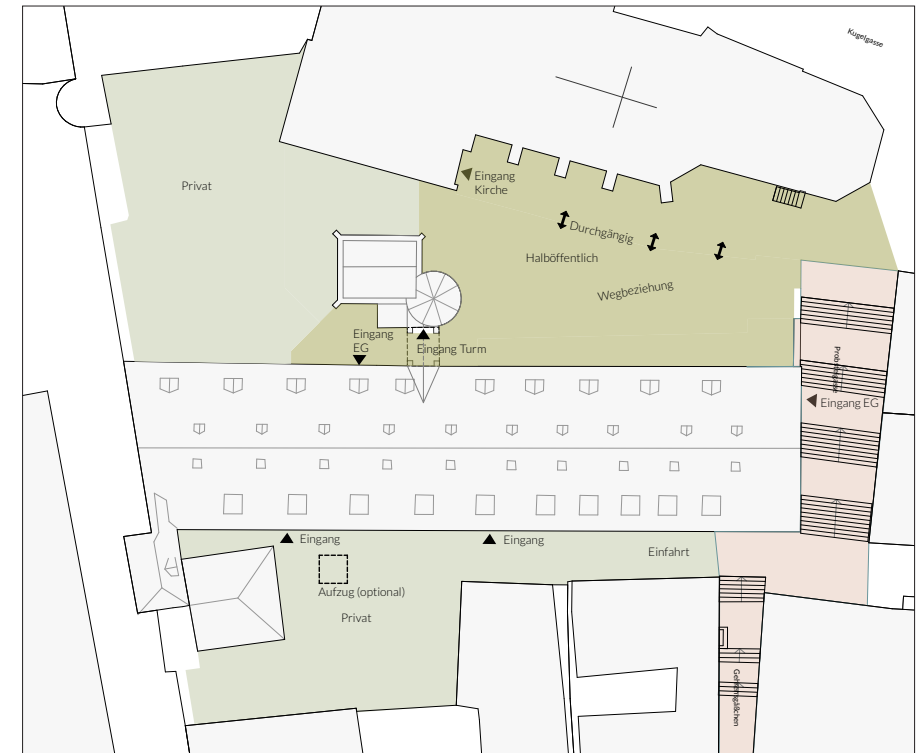 Kugelgasse
Privat
Eingang
Kirche
Durchgängig
Halböffentlich
Wegbeziehung
Eingang
EG
Eingang Turm
Eingang EG
Eingang
Eingang
Einfahrt
Aufzug (optional)
Privat